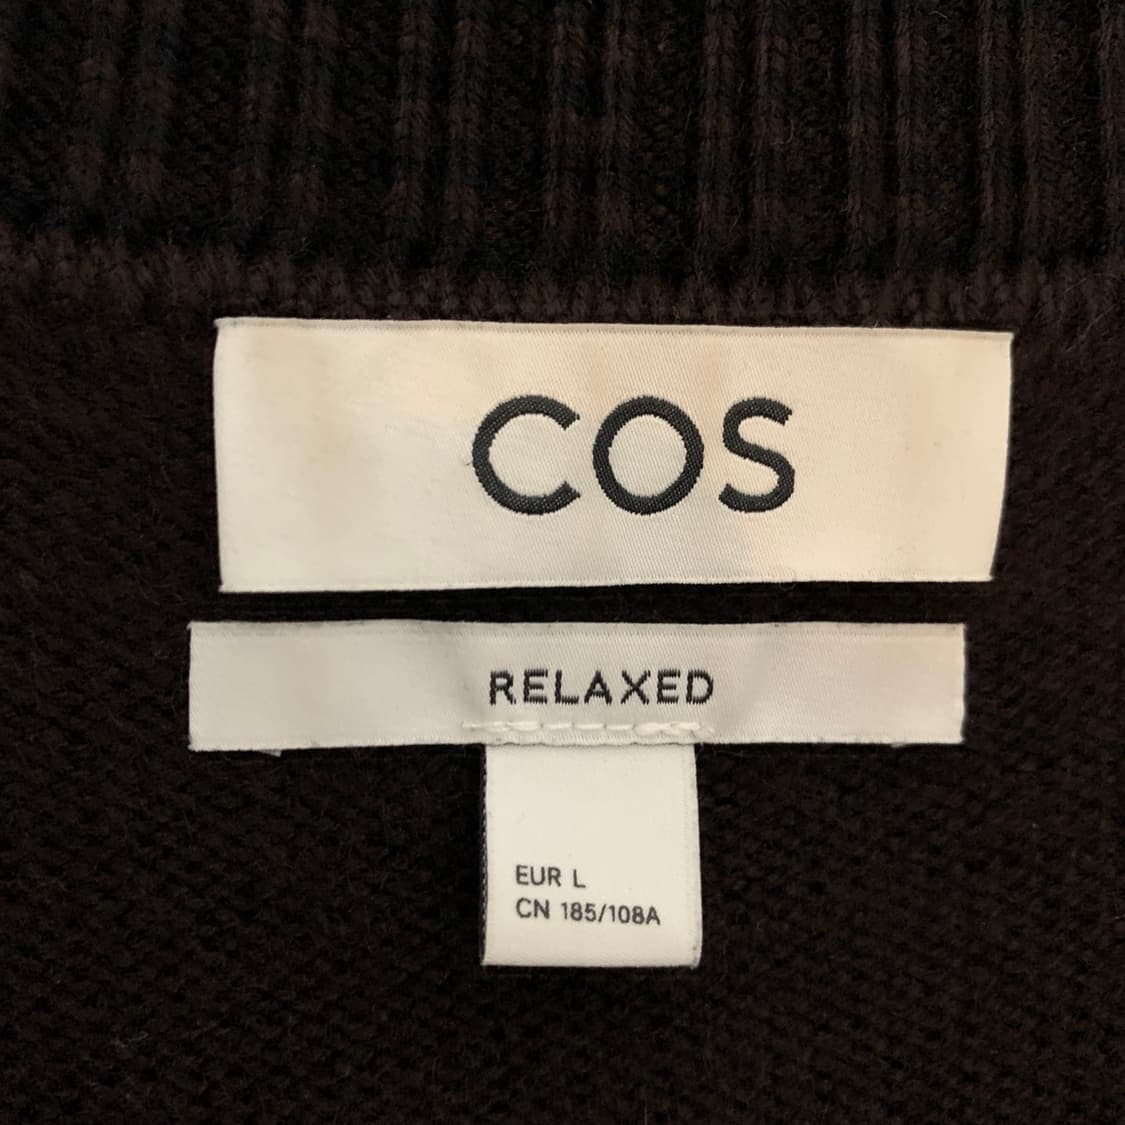 COS
RELAXED
EUR L
CN 185/108A